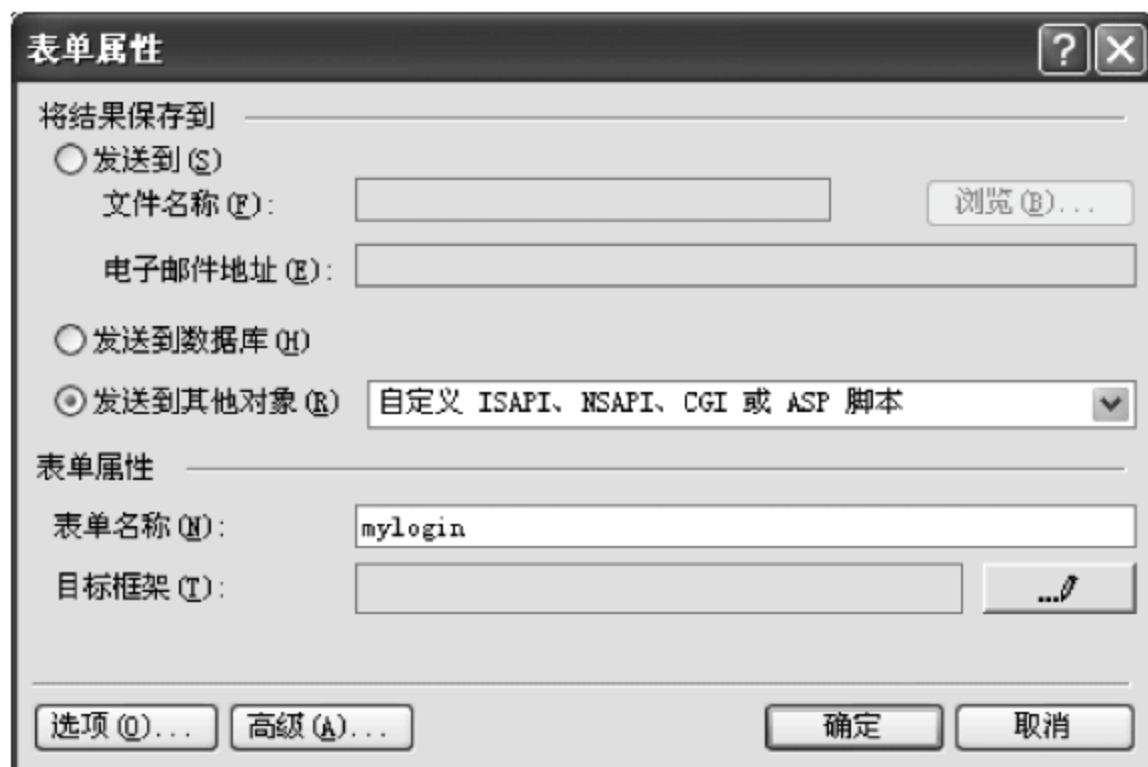 表单属性
将结果保存到
发送到(S)
文件名称(F):
浏览(B)...
电子邮件地址(E):
发送到数据库(H)
发送到其他对象(R) 自定义 ISAPI、NSAPI、CGI 或 ASP 脚本
表单属性
表单名称(N): mylogin
目标框架(T): ...
选项(O)... 高级(A)... 确定 取消